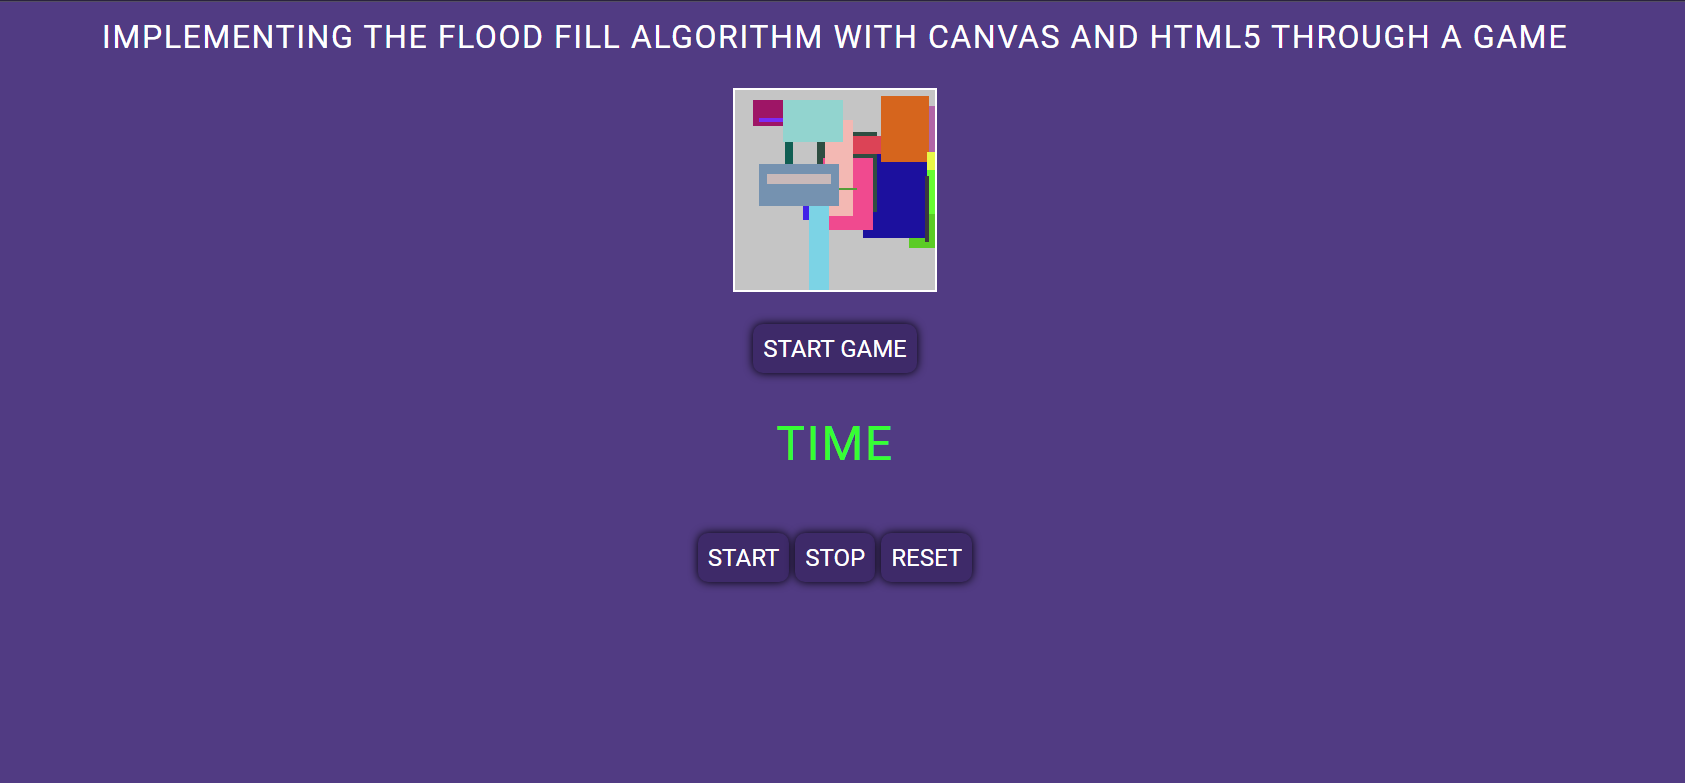 IMPLEMENTING THE FLOOD FILL ALGORITHM WITH CANVAS AND HTML5 THROUGH A GAME
START GAME
TIME
START STOP RESET